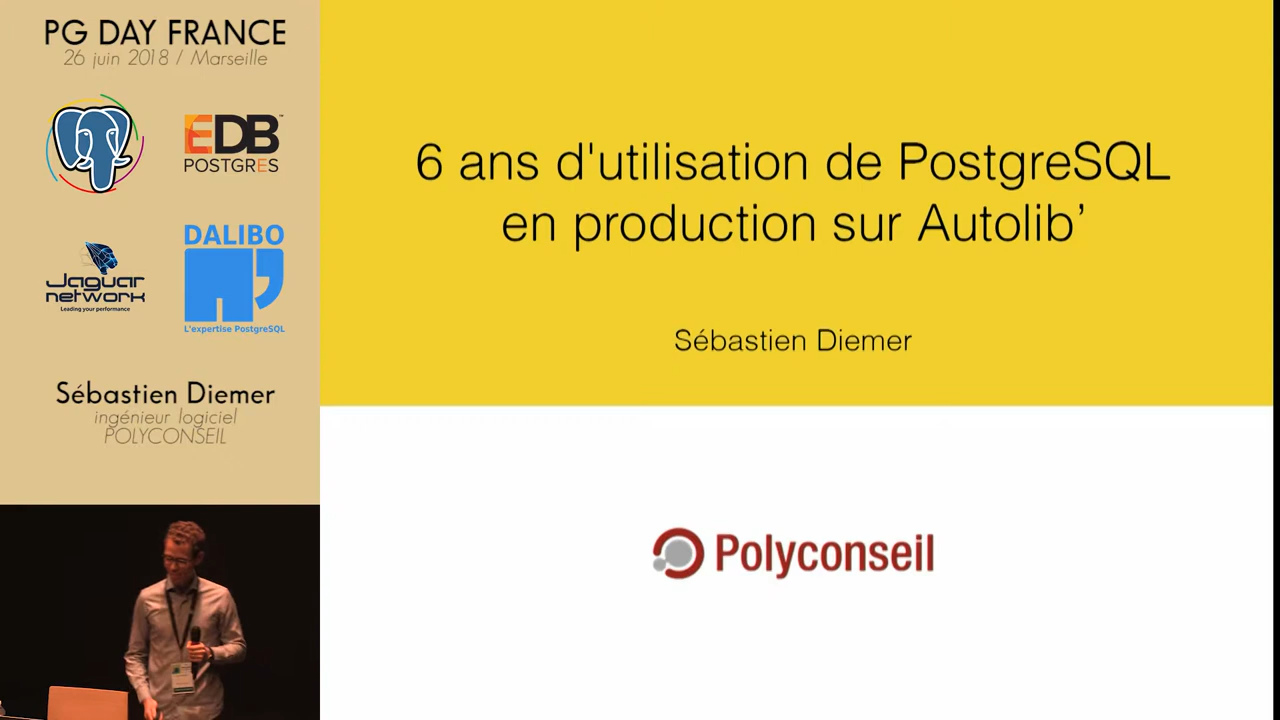 PG DAY FRANCE
26 juin 2018 / Marseille
EDB
POSTGRES
™
DALIBO
L'expertise PostgreSQL
Jaguar
network
Leading your performance
Sébastien Diemer
ingénieur logiciel
POLYCONSEIL
6 ans d'utilisation de PostgreSQL
en production sur Autolib’
Sébastien Diemer
Polyconseil